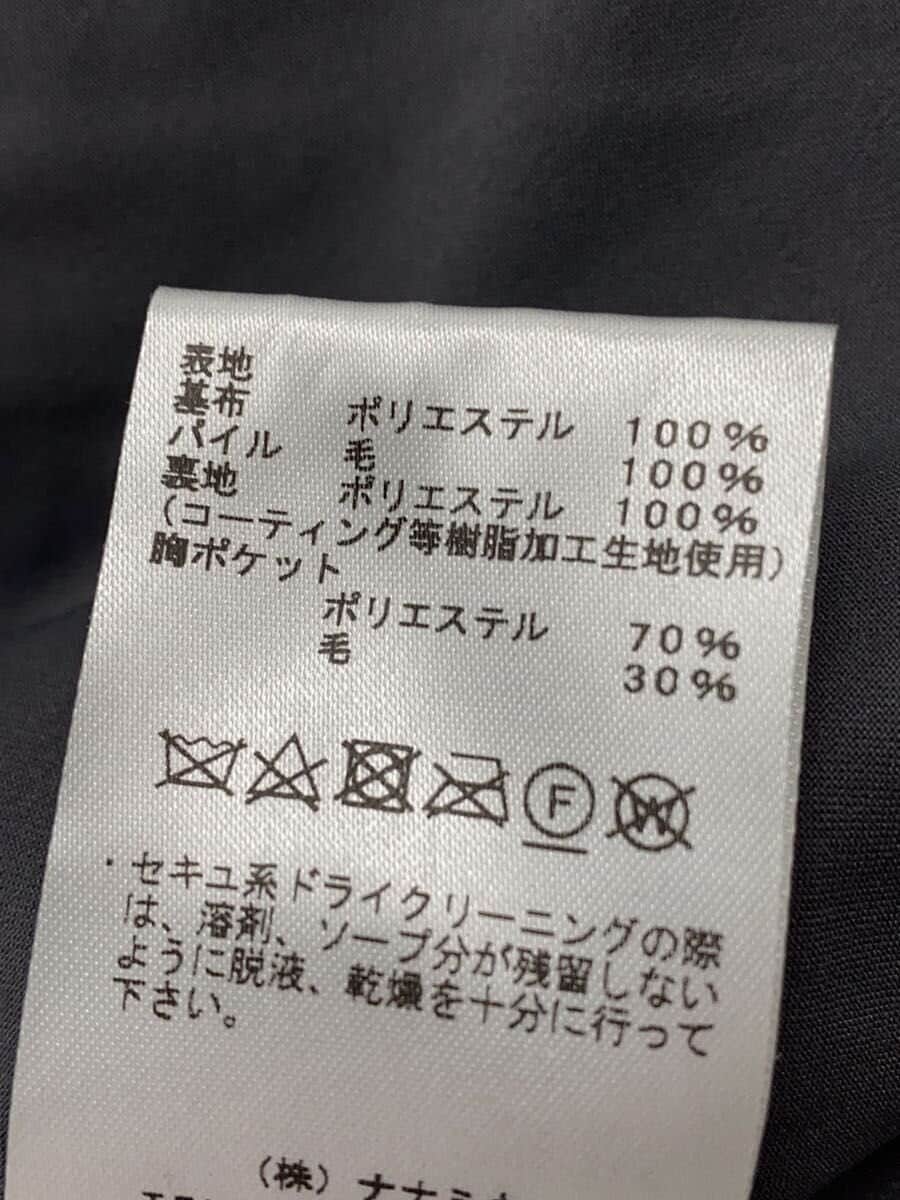 表地
基布 ポリエステル 100%
パイル 毛 100%
裏地 ポリエステル 100%
(コーティング等樹脂加工生地使用)
胸ポケット
ポリエステル 70%
毛 30%
F W
・セキユ系ドライクリーニングの際
は、溶剤、ソープ分が残留しない
ように脱液、乾燥を十分に行って
下さい。
(株)ナナミカ